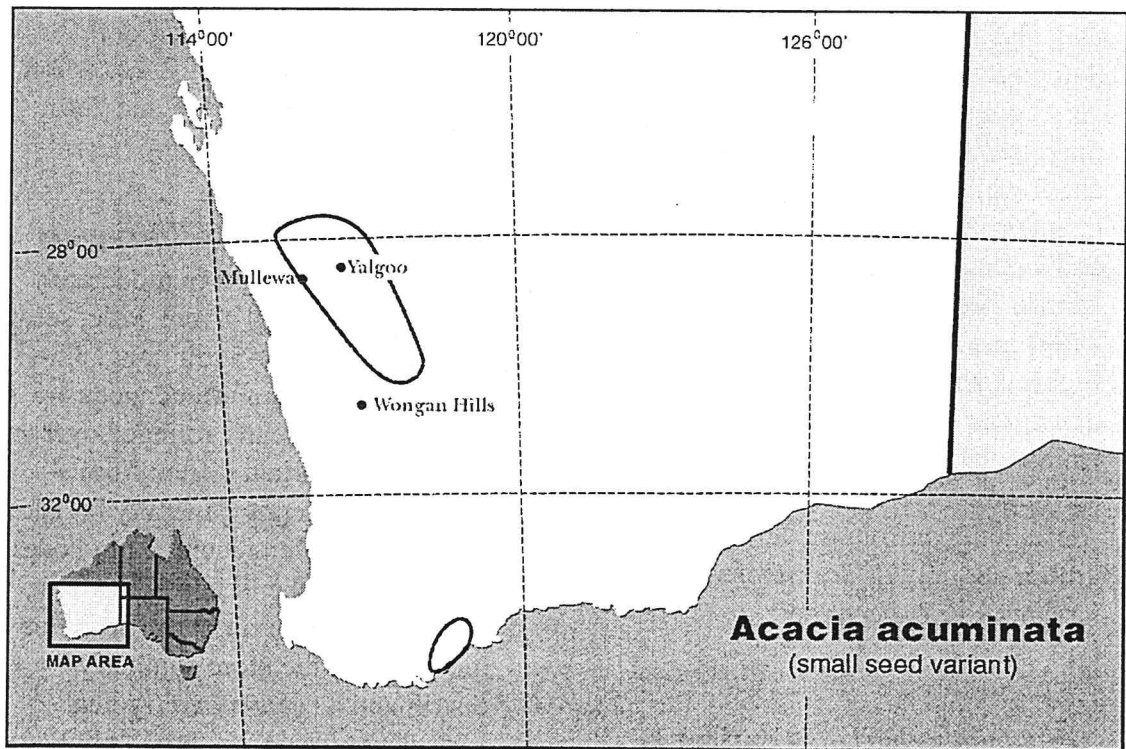 114°00'
120°00'
126°00'
28°00'
Mullewa
Yalgoo
Wongan Hills
32°00'
MAP AREA
Acacia acuminata
(small seed variant)